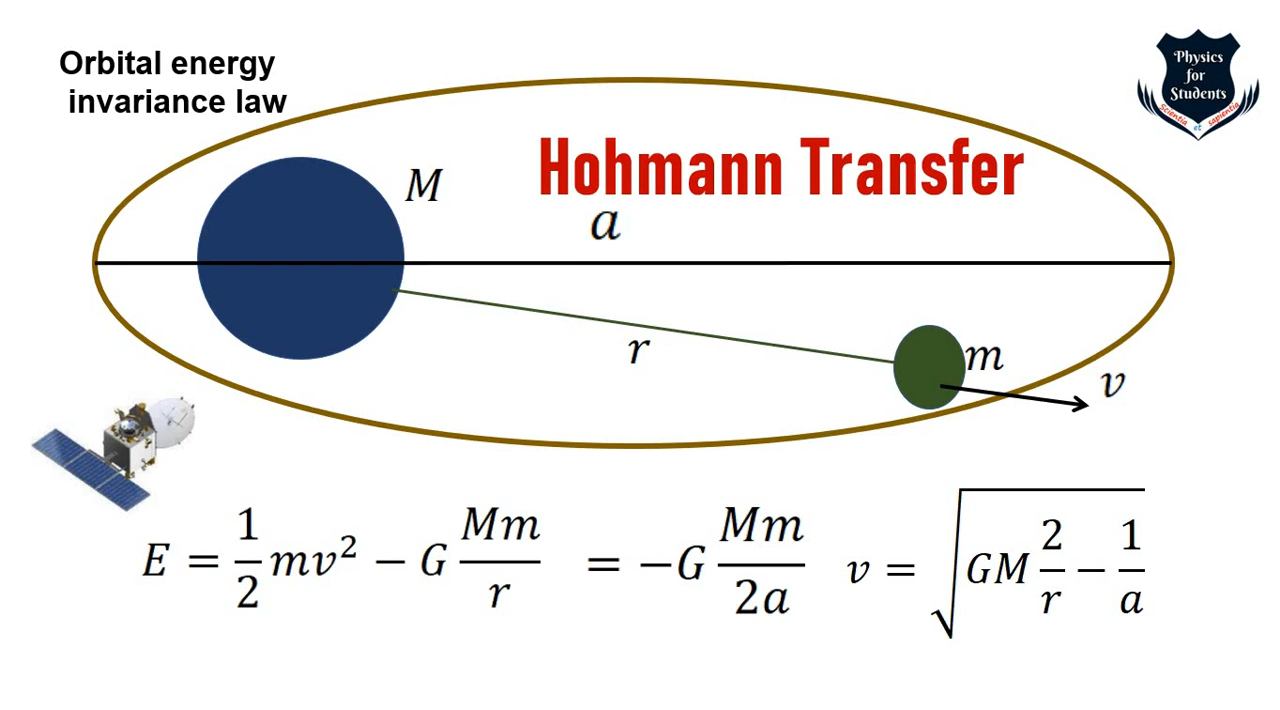 Orbital energy
invariance law
Physics
for
Students
Scientia et sapientia
Hohmann Transfer
M
a
r
m
v
E = 1/2 mv² − G Mm/r = −G Mm/2a
v = √(GM 2/r − 1/a)